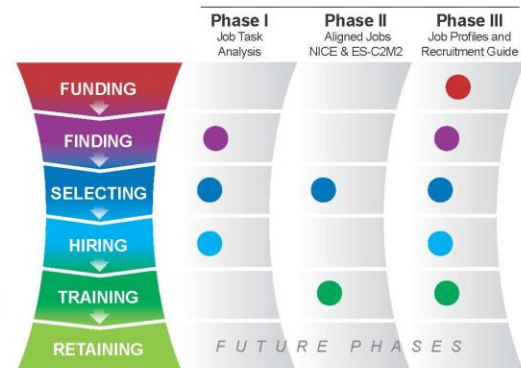 Phase I
Job Task
Analysis
Phase II
Aligned Jobs
NICE & ES-C2M2
Phase III
Job Profiles and
Recruitment Guide
FUNDING
FINDING
SELECTING
HIRING
TRAINING
RETAINING
FUTURE PHASES